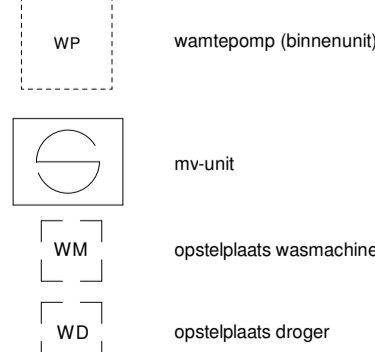 WP wamtepomp (binnenunit)
mv-unit
WM opstelplaats wasmachine
WD opstelplaats droger